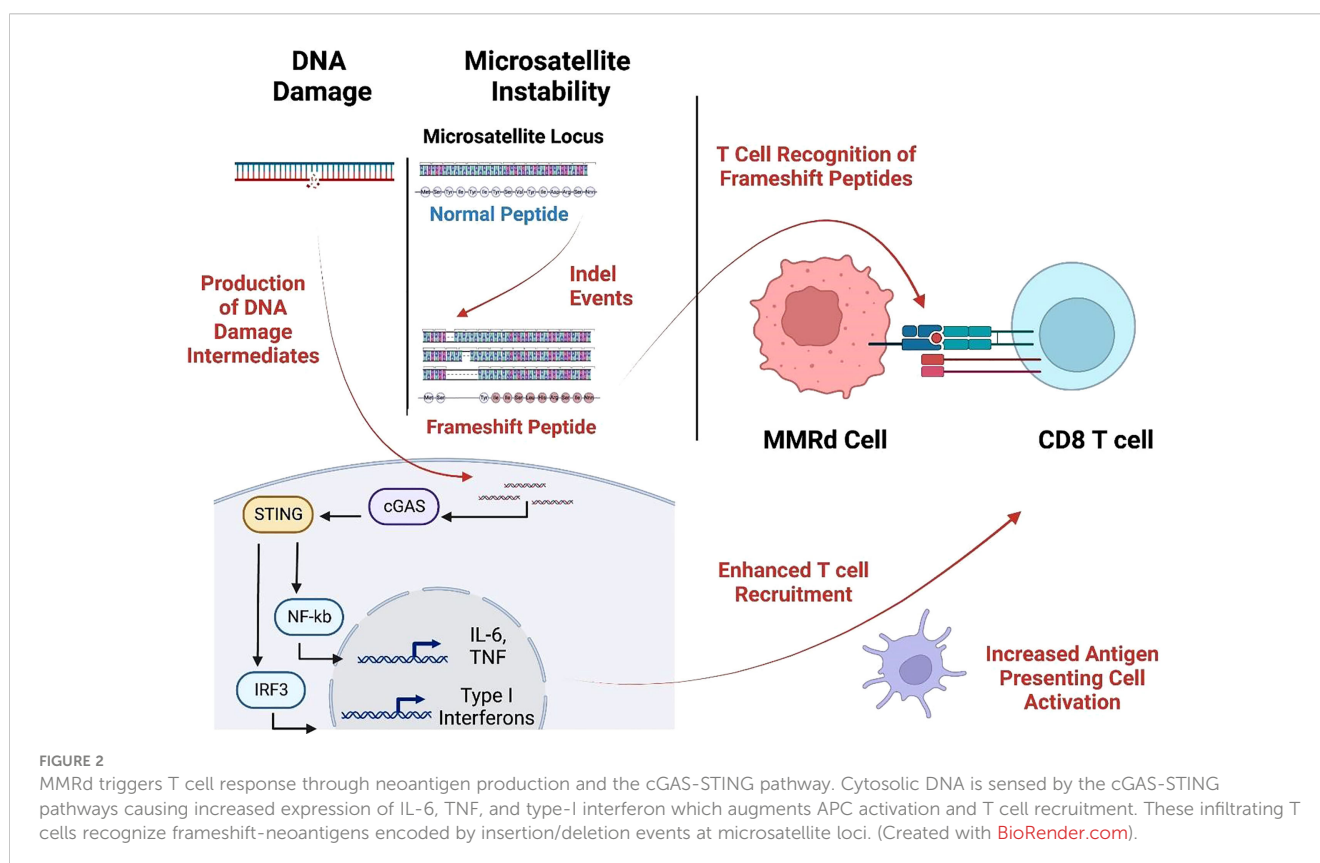 DNA
Damage
Microsatellite
Instability
Microsatellite Locus
Normal Peptide
Indel
Events
Frameshift Peptide
Production
of DNA
Damage
Intermediates
T Cell Recognition of
Frameshift Peptides
MMRd Cell
CD8 T cell
STING
cGAS
NF-kb
IRF3
IL-6,
TNF
Type I
Interferons
Enhanced T cell
Recruitment
Increased Antigen
Presenting Cell
Activation
FIGURE 2
MMRd triggers T cell response through neoantigen production and the cGAS-STING pathway. Cytosolic DNA is sensed by the cGAS-STING
pathways causing increased expression of IL-6, TNF, and type-I interferon which augments APC activation and T cell recruitment. These infiltrating T
cells recognize frameshift-neoantigens encoded by insertion/deletion events at microsatellite loci. (Created with BioRender.com).